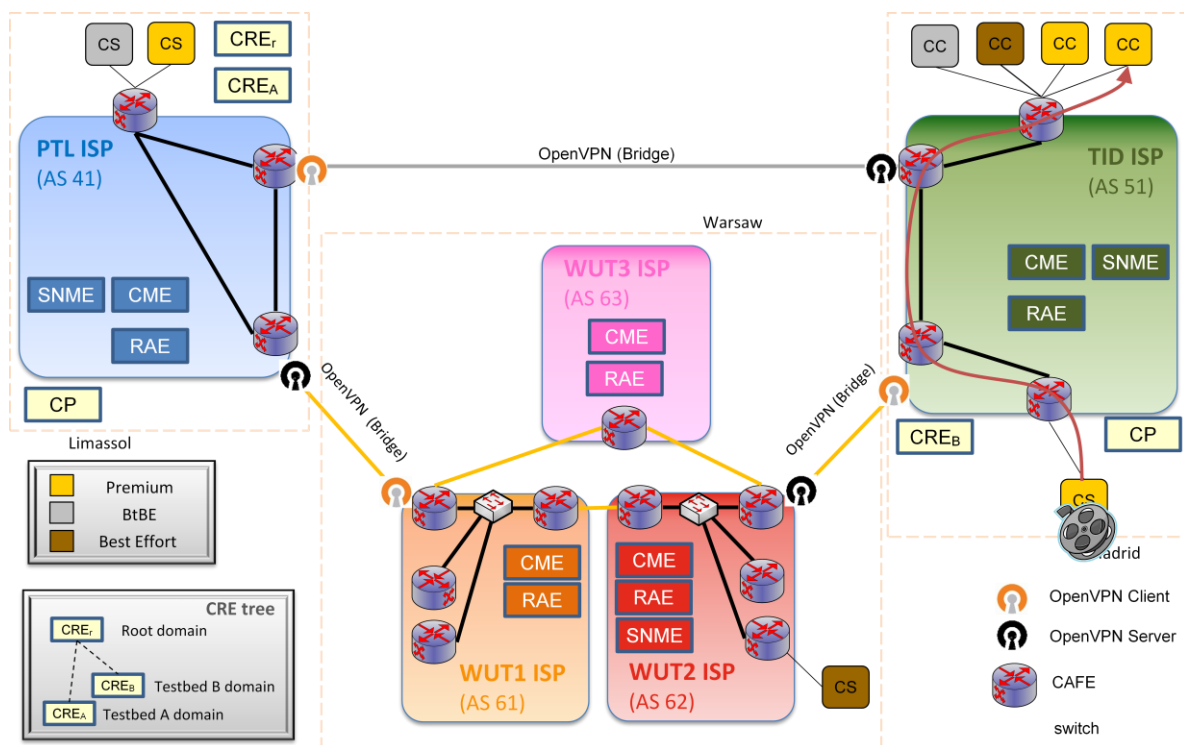 CS
CS
CREr
CREA
PTL ISP
(AS 41)
SNME
CME
RAE
CP
Limassol
OpenVPN (Bridge)
CC
CC
CC
CC
TID ISP
(AS 51)
CME
SNME
RAE
CREB
CP
CS
adrid
Warsaw
WUT3 ISP
(AS 63)
CME
RAE
OpenVPN (Bridge)
OpenVPN (Bridge)
CME
RAE
WUT1 ISP
(AS 61)
CME
RAE
SNME
WUT2 ISP
(AS 62)
CS
Premium
BtBE
Best Effort
CRE tree
CREr
Root domain
CREB
Testbed B domain
CREA
Testbed A domain
OpenVPN Client
OpenVPN Server
CAFE
switch